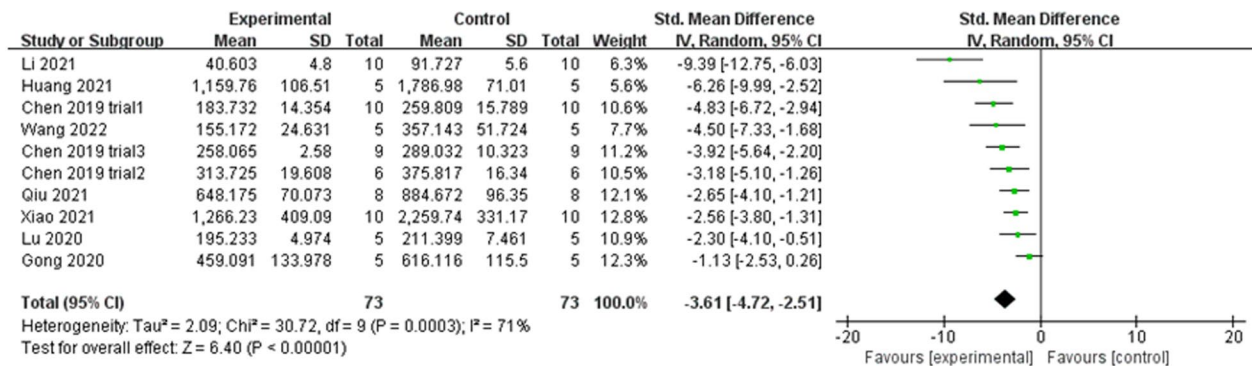 Experimental Control Std. Mean Difference Std. Mean Difference
Study or Subgroup Mean SD Total Mean SD Total Weight IV, Random, 95% CI IV, Random, 95% CI
Li 2021 40.603 4.8 10 91.727 5.6 10 6.3% -9.39 [-12.75, -6.03]
Huang 2021 1,159.76 106.51 5 1,786.98 71.01 5 5.6% -6.26 [-9.99, -2.52]
Chen 2019 trial1 183.732 14.354 10 259.809 15.789 10 10.6% -4.83 [-6.72, -2.94]
Wang 2022 155.172 24.631 5 357.143 51.724 5 7.7% -4.50 [-7.33, -1.68]
Chen 2019 trial3 258.065 2.58 9 289.032 10.323 9 11.2% -3.92 [-5.64, -2.20]
Chen 2019 trial2 313.725 19.608 6 375.817 16.34 6 10.5% -3.18 [-5.10, -1.26]
Qiu 2021 648.175 70.073 8 884.672 96.35 8 12.1% -2.65 [-4.10, -1.21]
Xiao 2021 1,266.23 409.09 10 2,259.74 331.17 10 12.8% -2.56 [-3.80, -1.31]
Lu 2020 195.233 4.974 5 211.399 7.461 5 10.9% -2.30 [-4.10, -0.51]
Gong 2020 459.091 133.978 5 616.116 115.5 5 12.3% -1.13 [-2.53, 0.26]
Total (95% CI) 73 73 100.0% -3.61 [-4.72, -2.51]
Heterogeneity: Tau² = 2.09; Chi² = 30.72, df = 9 (P = 0.0003); I² = 71%
Test for overall effect: Z = 6.40 (P < 0.00001)
-20 -10 0 10 20
Favours [experimental] Favours [control]